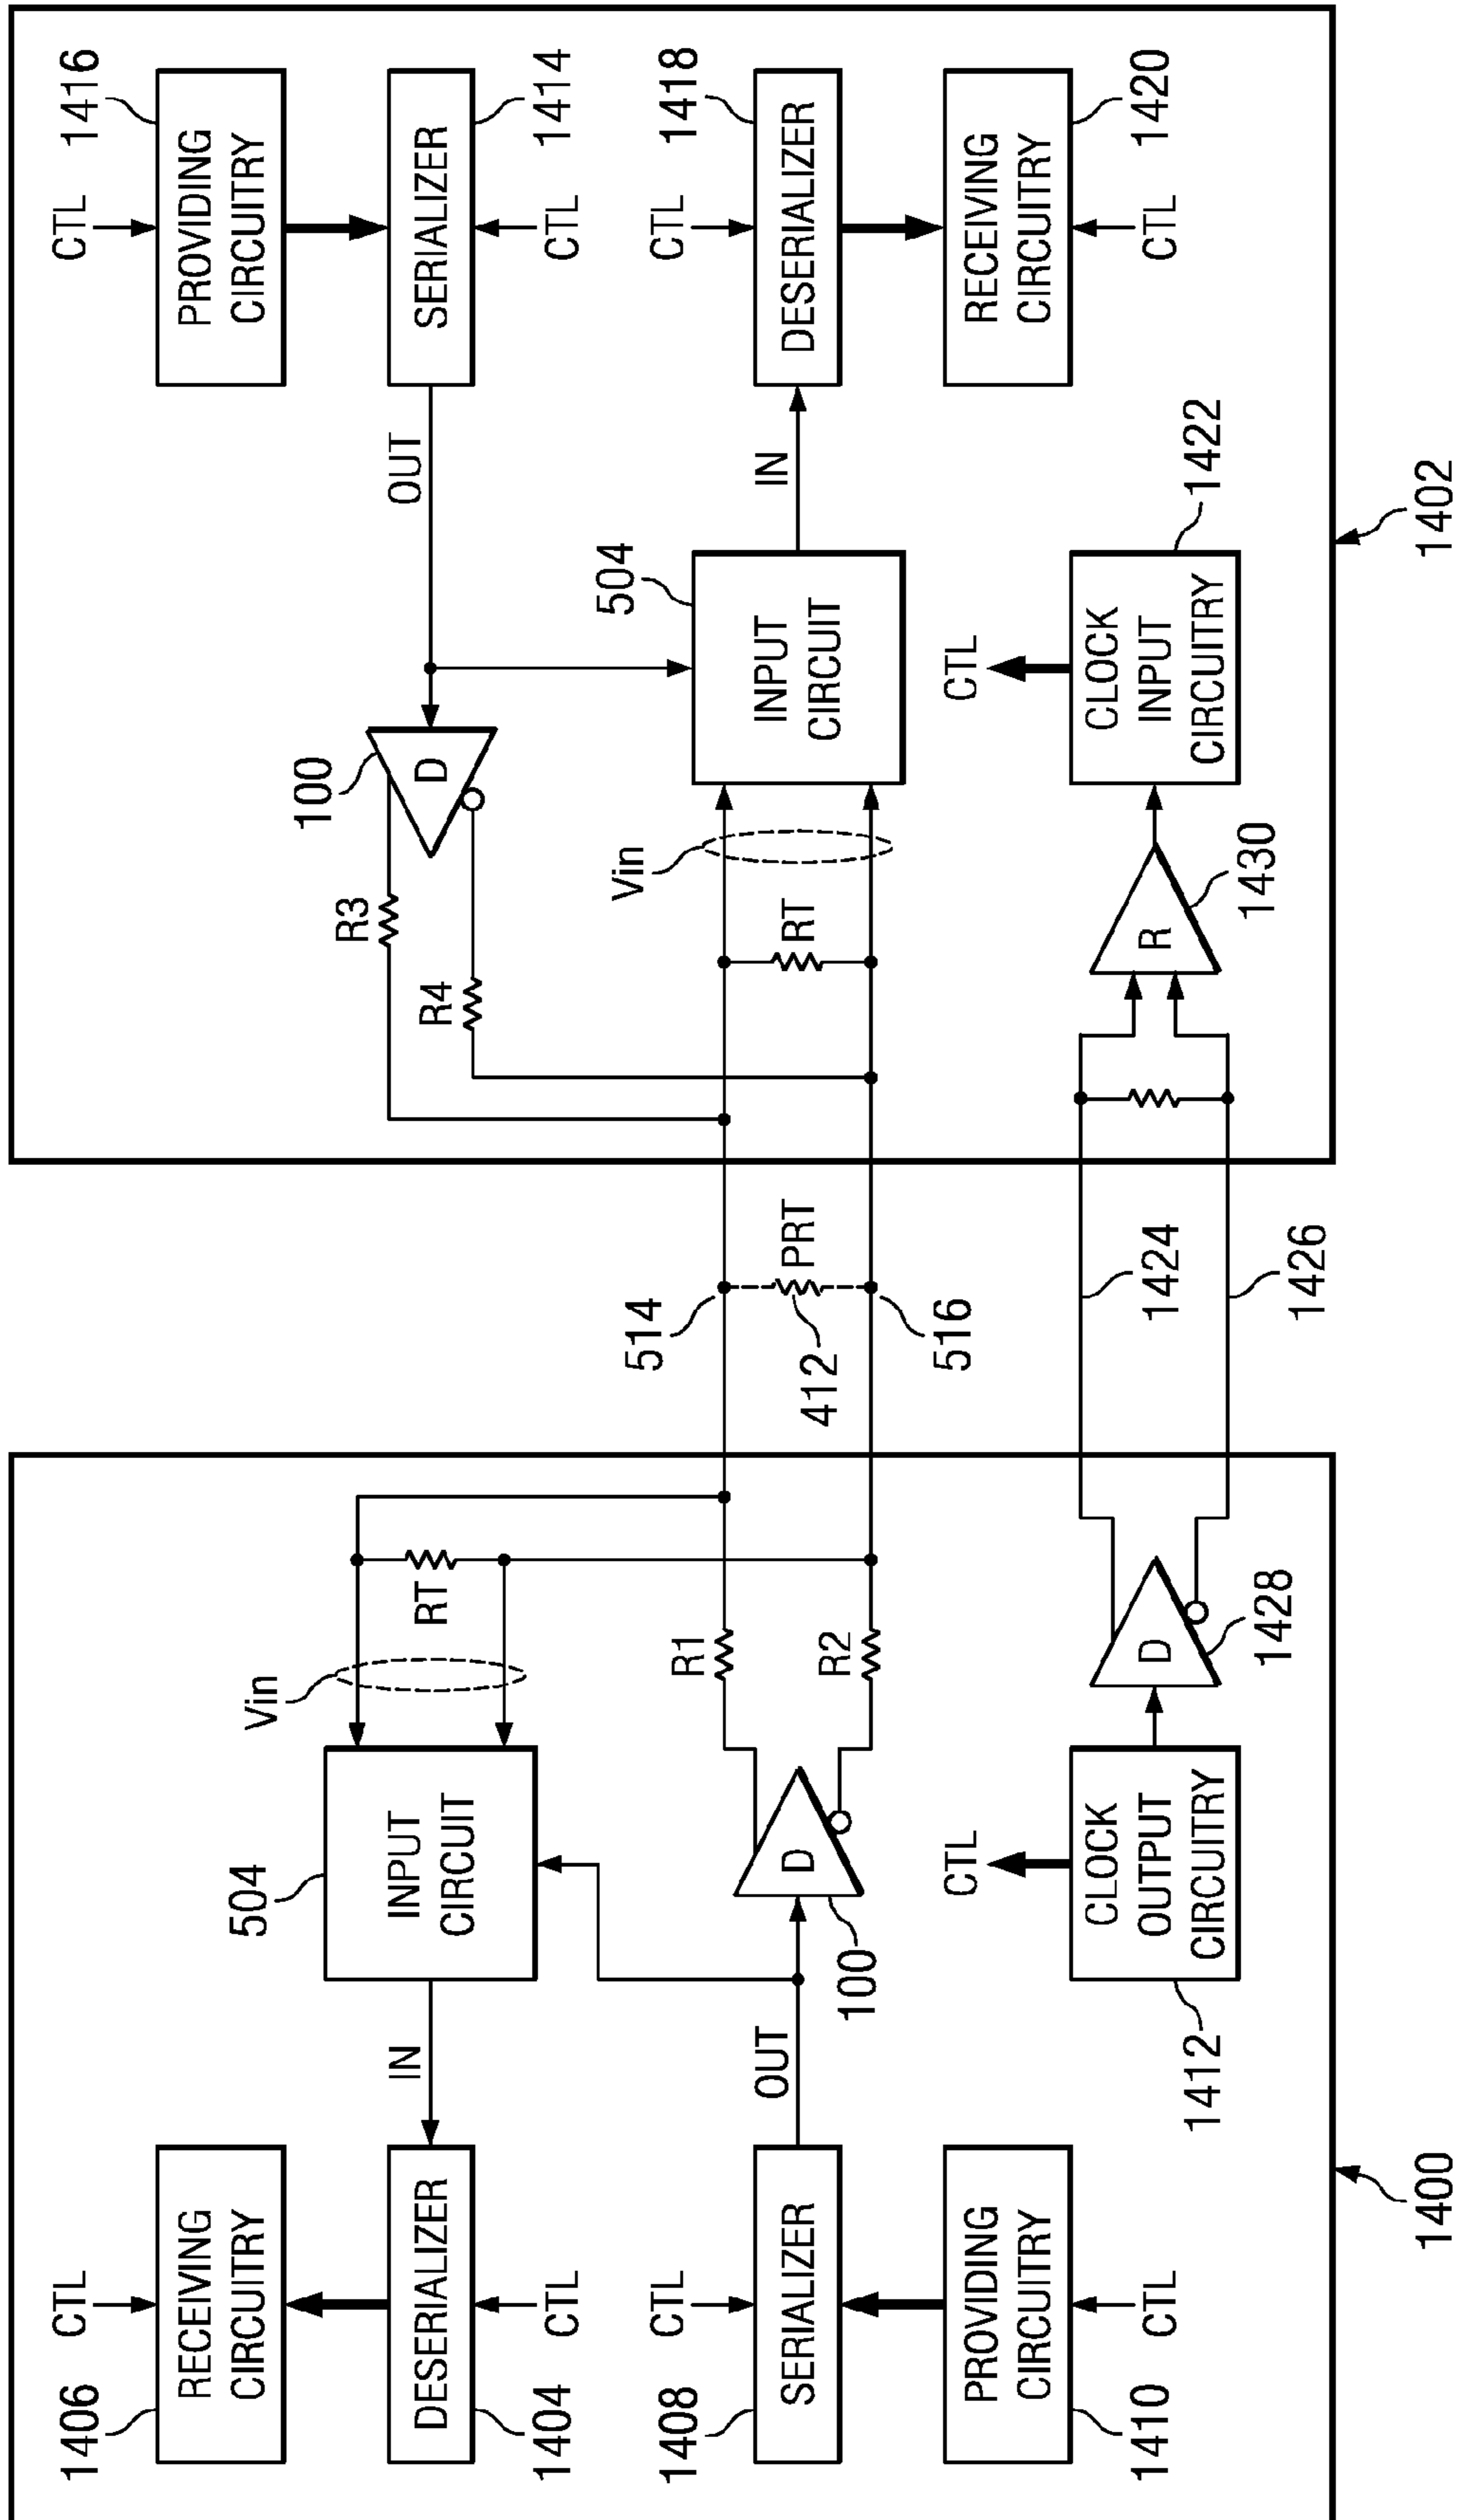 1406
CTL
RECEIVING
CIRCUITRY
DESERIALIZER
1404
CTL
IN
504
INPUT
CIRCUIT
Vin
RT
1408
CTL
SERIALIZER
OUT
100
D
R1
R2
PROVIDING
CIRCUITRY
1410
CTL
1412
CTL
CLOCK
OUTPUT
CIRCUITRY
D
1428
1400
514
412
PRT
516
1424
1426
100
D
R3
R4
OUT
CTL
1416
PROVIDING
CIRCUITRY
SERIALIZER
1414
CTL
Vin
RT
504
INPUT
CIRCUIT
IN
CTL
1418
DESERIALIZER
RECEIVING
CIRCUITRY
1420
CTL
R
1430
CTL
CLOCK
INPUT
CIRCUITRY
1422
1402